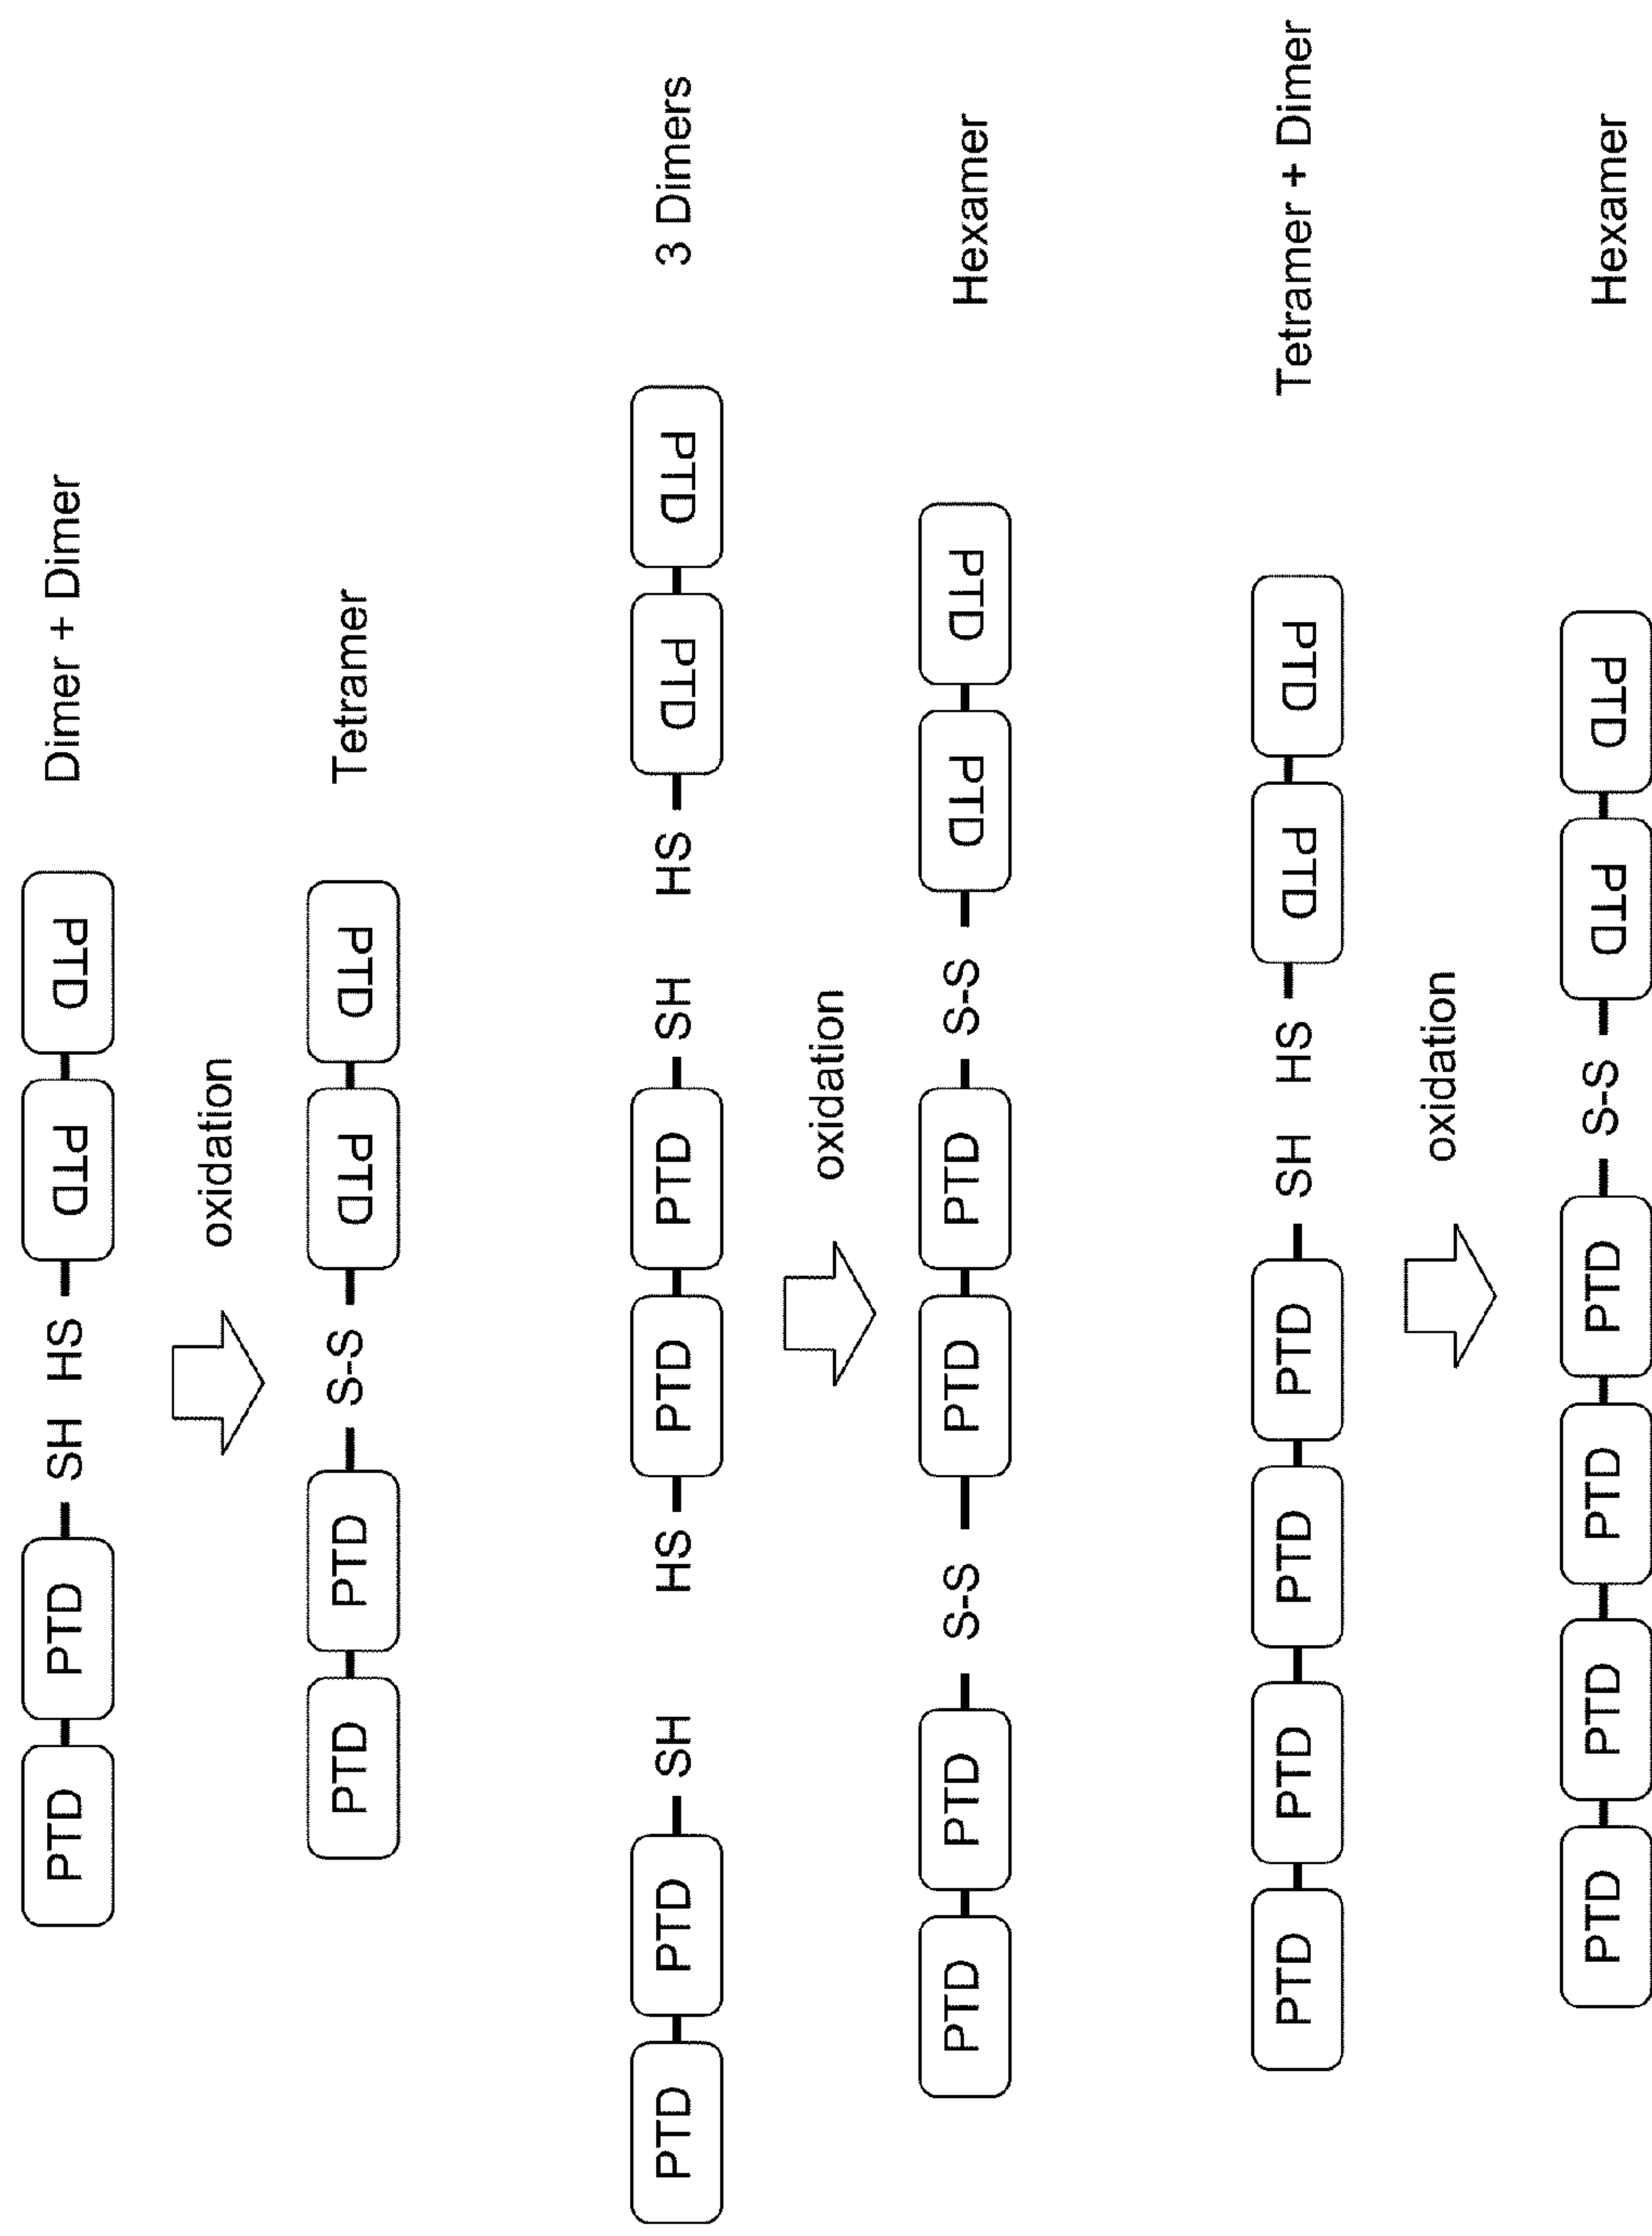 PTD PTD SH HS PTD PTD Dimer + Dimer
oxidation
PTD PTD S-S PTD PTD Tetramer
PTD PTD SH HS PTD PTD SH HS PTD PTD 3 Dimers
oxidation
PTD PTD S-S PTD PTD S-S PTD PTD Hexamer
PTD PTD PTD PTD SH HS PTD PTD Tetramer + Dimer
oxidation
PTD PTD PTD PTD S-S PTD PTD Hexamer